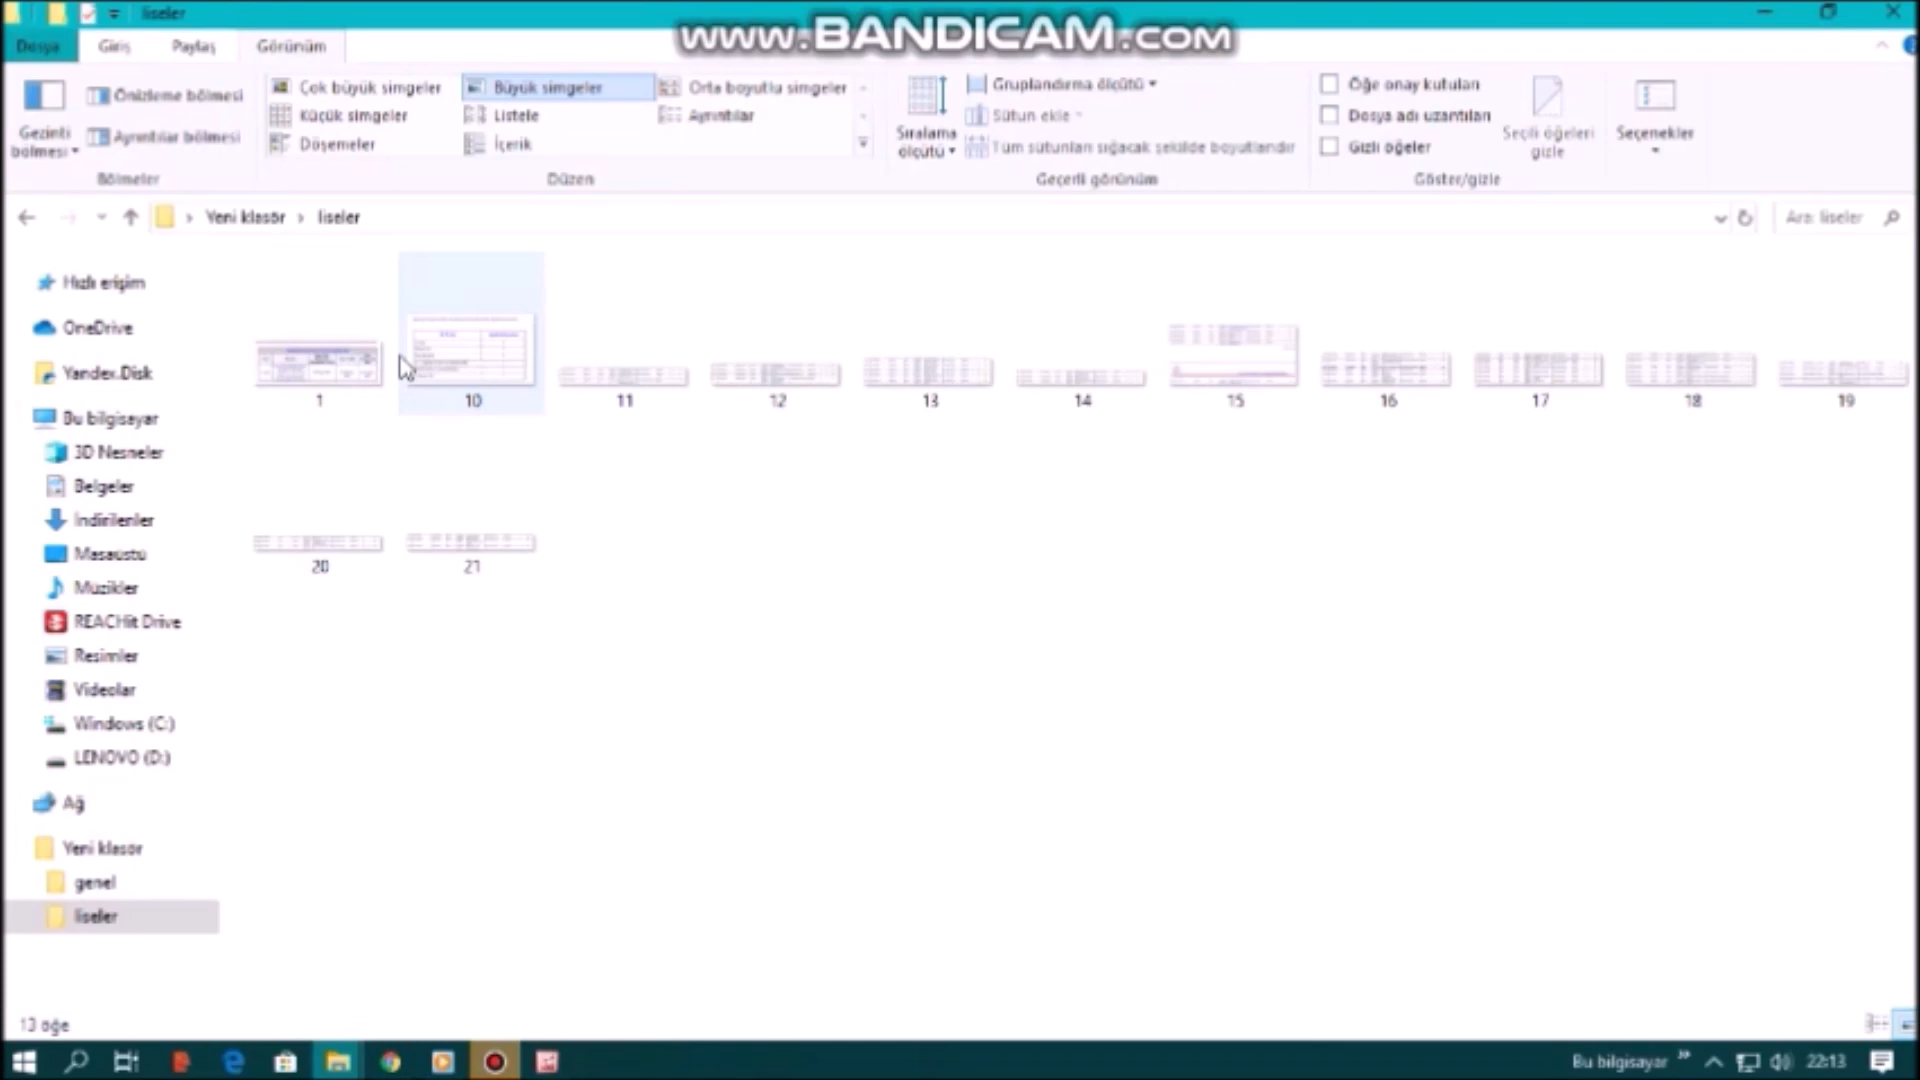 liseler
www.BANDICAM.com
Dosya Giriş Paylaş Görünüm
Gezinti bölmesi
Önizleme bölmesi
Ayrıntılar bölmesi
Bölmeler
Çok büyük simgeler Büyük simgeler Orta boyutlu simgeler
Küçük simgeler Listele Ayrıntılar
Döşemeler İçerik
Düzen
Sıralama ölçütü
Gruplandırma ölçütü
Sütun ekle
Tüm sütunları sığacak şekilde boyutlandır
Geçerli görünüm
Öğe onay kutuları
Dosya adı uzantıları
Gizli öğeler
Seçili öğeleri gizle
Göster/gizle
Seçenekler
Yeni klasör liseler
Ara: liseler
Hızlı erişim
OneDrive
Yandex.Disk
Bu bilgisayar
3D Nesneler
Belgeler
İndirilenler
Masaüstü
Müzikler
REACHit Drive
Resimler
Videolar
Windows (C:)
LENOVO (D:)
Ağ
Yeni klasör
genel
liseler
1 10 11 12 13 14 15 16 17 18 19
20 21
13 öğe
Bu bilgisayar
22:13